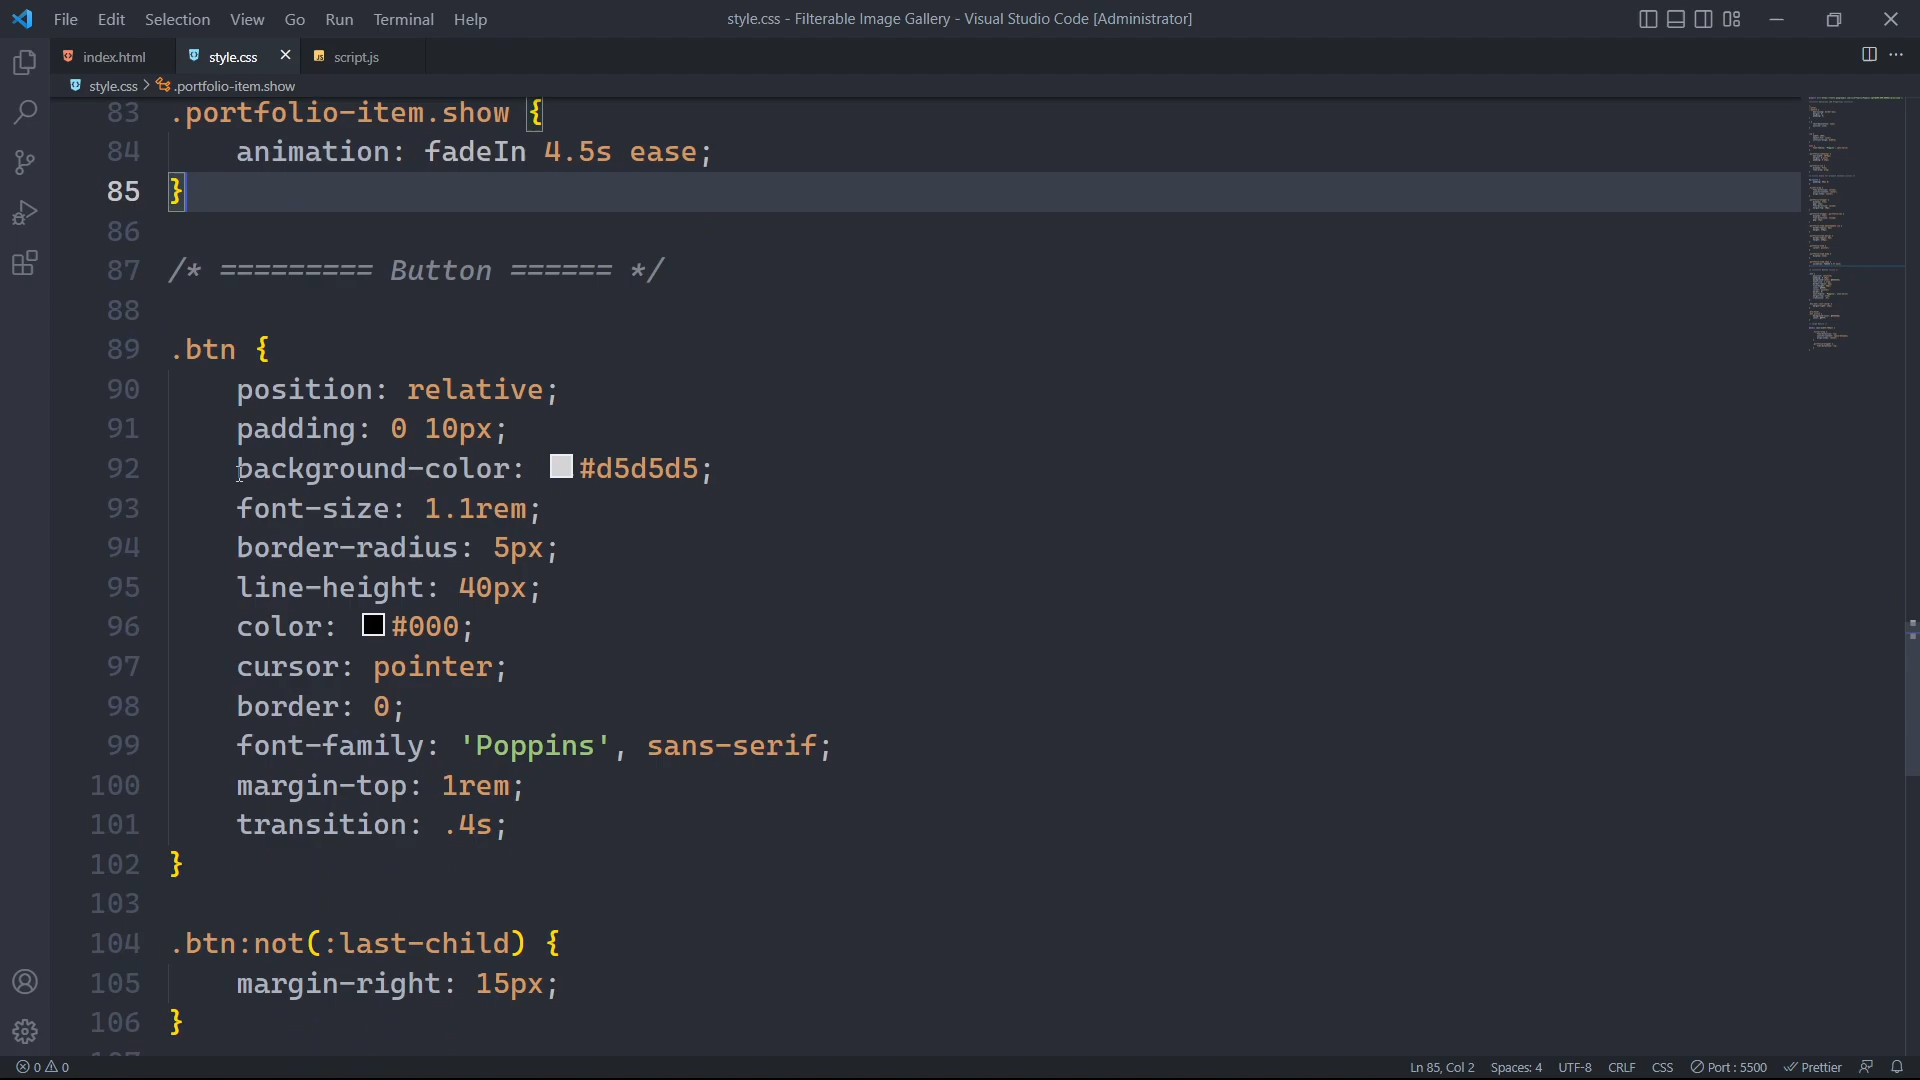 File Edit Selection View Go Run Terminal Help style.css - Filterable Image Gallery - Visual Studio Code [Administrator]
index.html style.css script.js
style.css > .portfolio-item.show
83 .portfolio-item.show {
84 animation: fadeIn 4.5s ease;
85 }
86
87 /* ========= Button ====== */
88
89 .btn {
90 position: relative;
91 padding: 0 10px;
92 background-color: #d5d5d5;
93 font-size: 1.1rem;
94 border-radius: 5px;
95 line-height: 40px;
96 color: #000;
97 cursor: pointer;
98 border: 0;
99 font-family: 'Poppins', sans-serif;
100 margin-top: 1rem;
101 transition: .4s;
102 }
103
104 .btn:not(:last-child) {
105 margin-right: 15px;
106 }
0 0 Ln 85, Col 2 Spaces: 4 UTF-8 CRLF CSS Port : 5500 Prettier